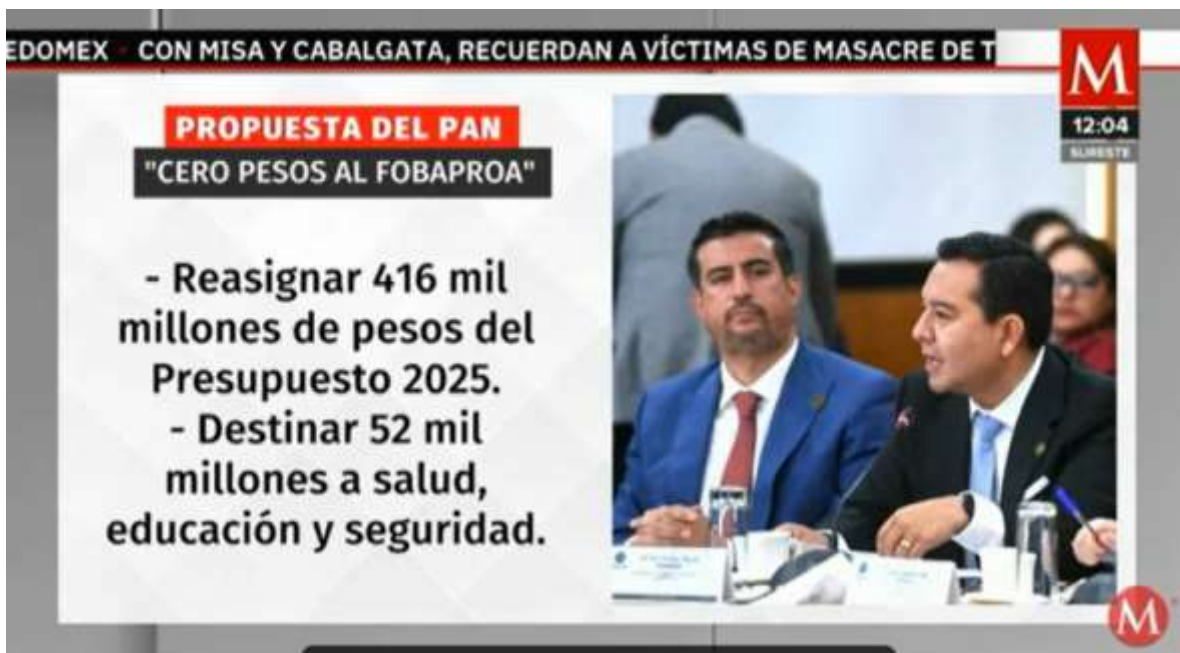 EDOMEX - CON MISA Y CABALGATA, RECUERDAN A VÍCTIMAS DE MASACRE DE T
M
12:04
SURESTE
PROPUESTA DEL PAN
"CERO PESOS AL FOBAPROA"
- Reasignar 416 mil
millones de pesos del
Presupuesto 2025.
- Destinar 52 mil
millones a salud,
educación y seguridad.
M